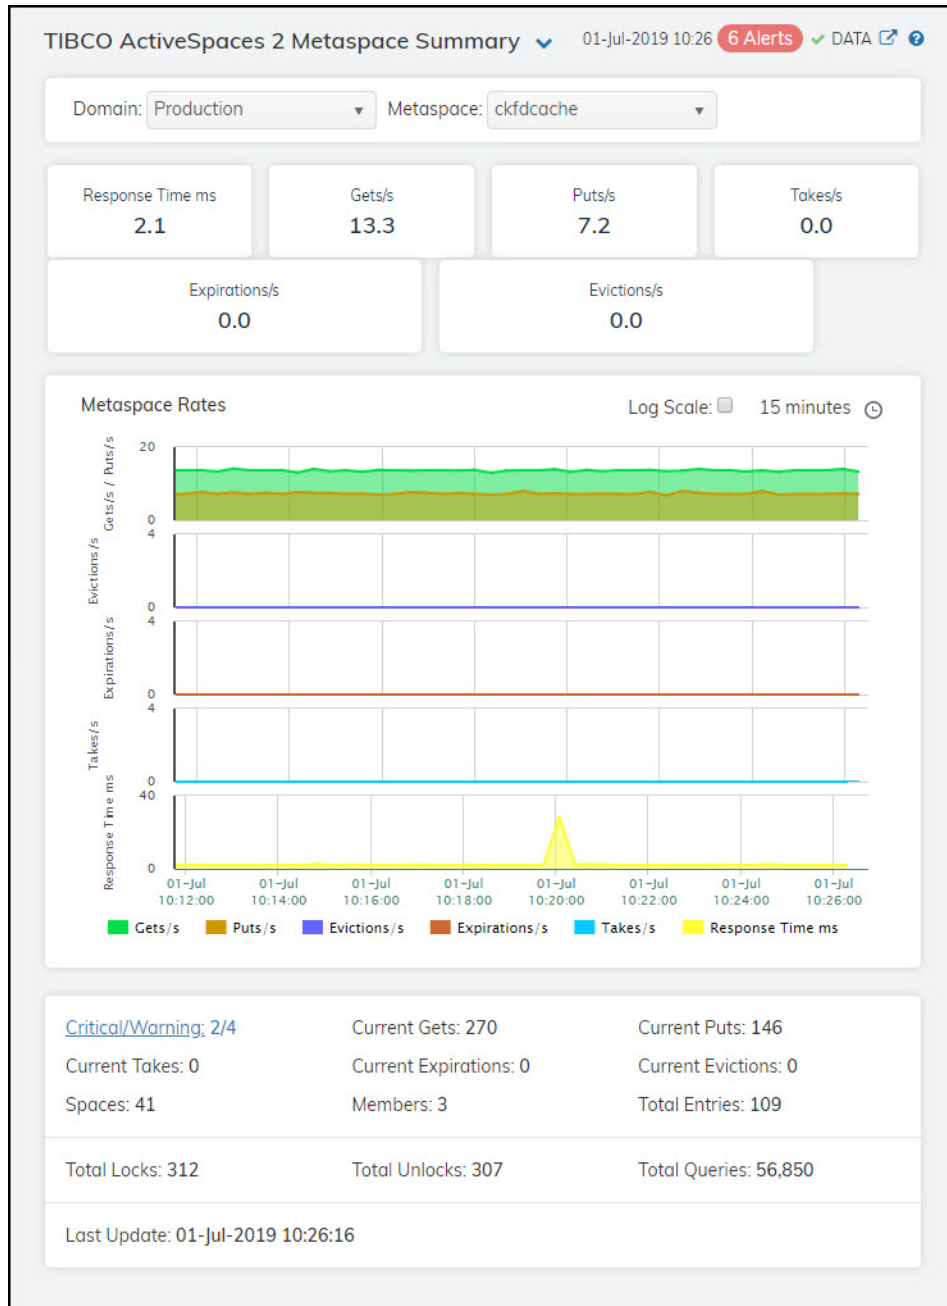 TIBCO ActiveSpaces 2 Metaspace Summary 01-Jul-2019 10:26 6 Alerts DATA
Domain: Production Metaspace: ckfdcache
Response Time ms Gets/s Puts/s Takes/s
2.1 13.3 7.2 0.0
Expirations/s Evictions/s
0.0 0.0
Metaspace Rates Log Scale: 15 minutes
Gets/s / Puts/s
20
0
Evictions/s
4
0
Expirations/s
4
0
Takes/s
4
0
Response Time ms
40
0
01-Jul 01-Jul 01-Jul 01-Jul 01-Jul 01-Jul 01-Jul 01-Jul
10:12:00 10:14:00 10:16:00 10:18:00 10:20:00 10:22:00 10:24:00 10:26:00
Gets/s Puts/s Evictions/s Expirations/s Takes/s Response Time ms
Critical/Warning: 2/4 Current Gets: 270 Current Puts: 146
Current Takes: 0 Current Expirations: 0 Current Evictions: 0
Spaces: 41 Members: 3 Total Entries: 109
Total Locks: 312 Total Unlocks: 307 Total Queries: 56,850
Last Update: 01-Jul-2019 10:26:16